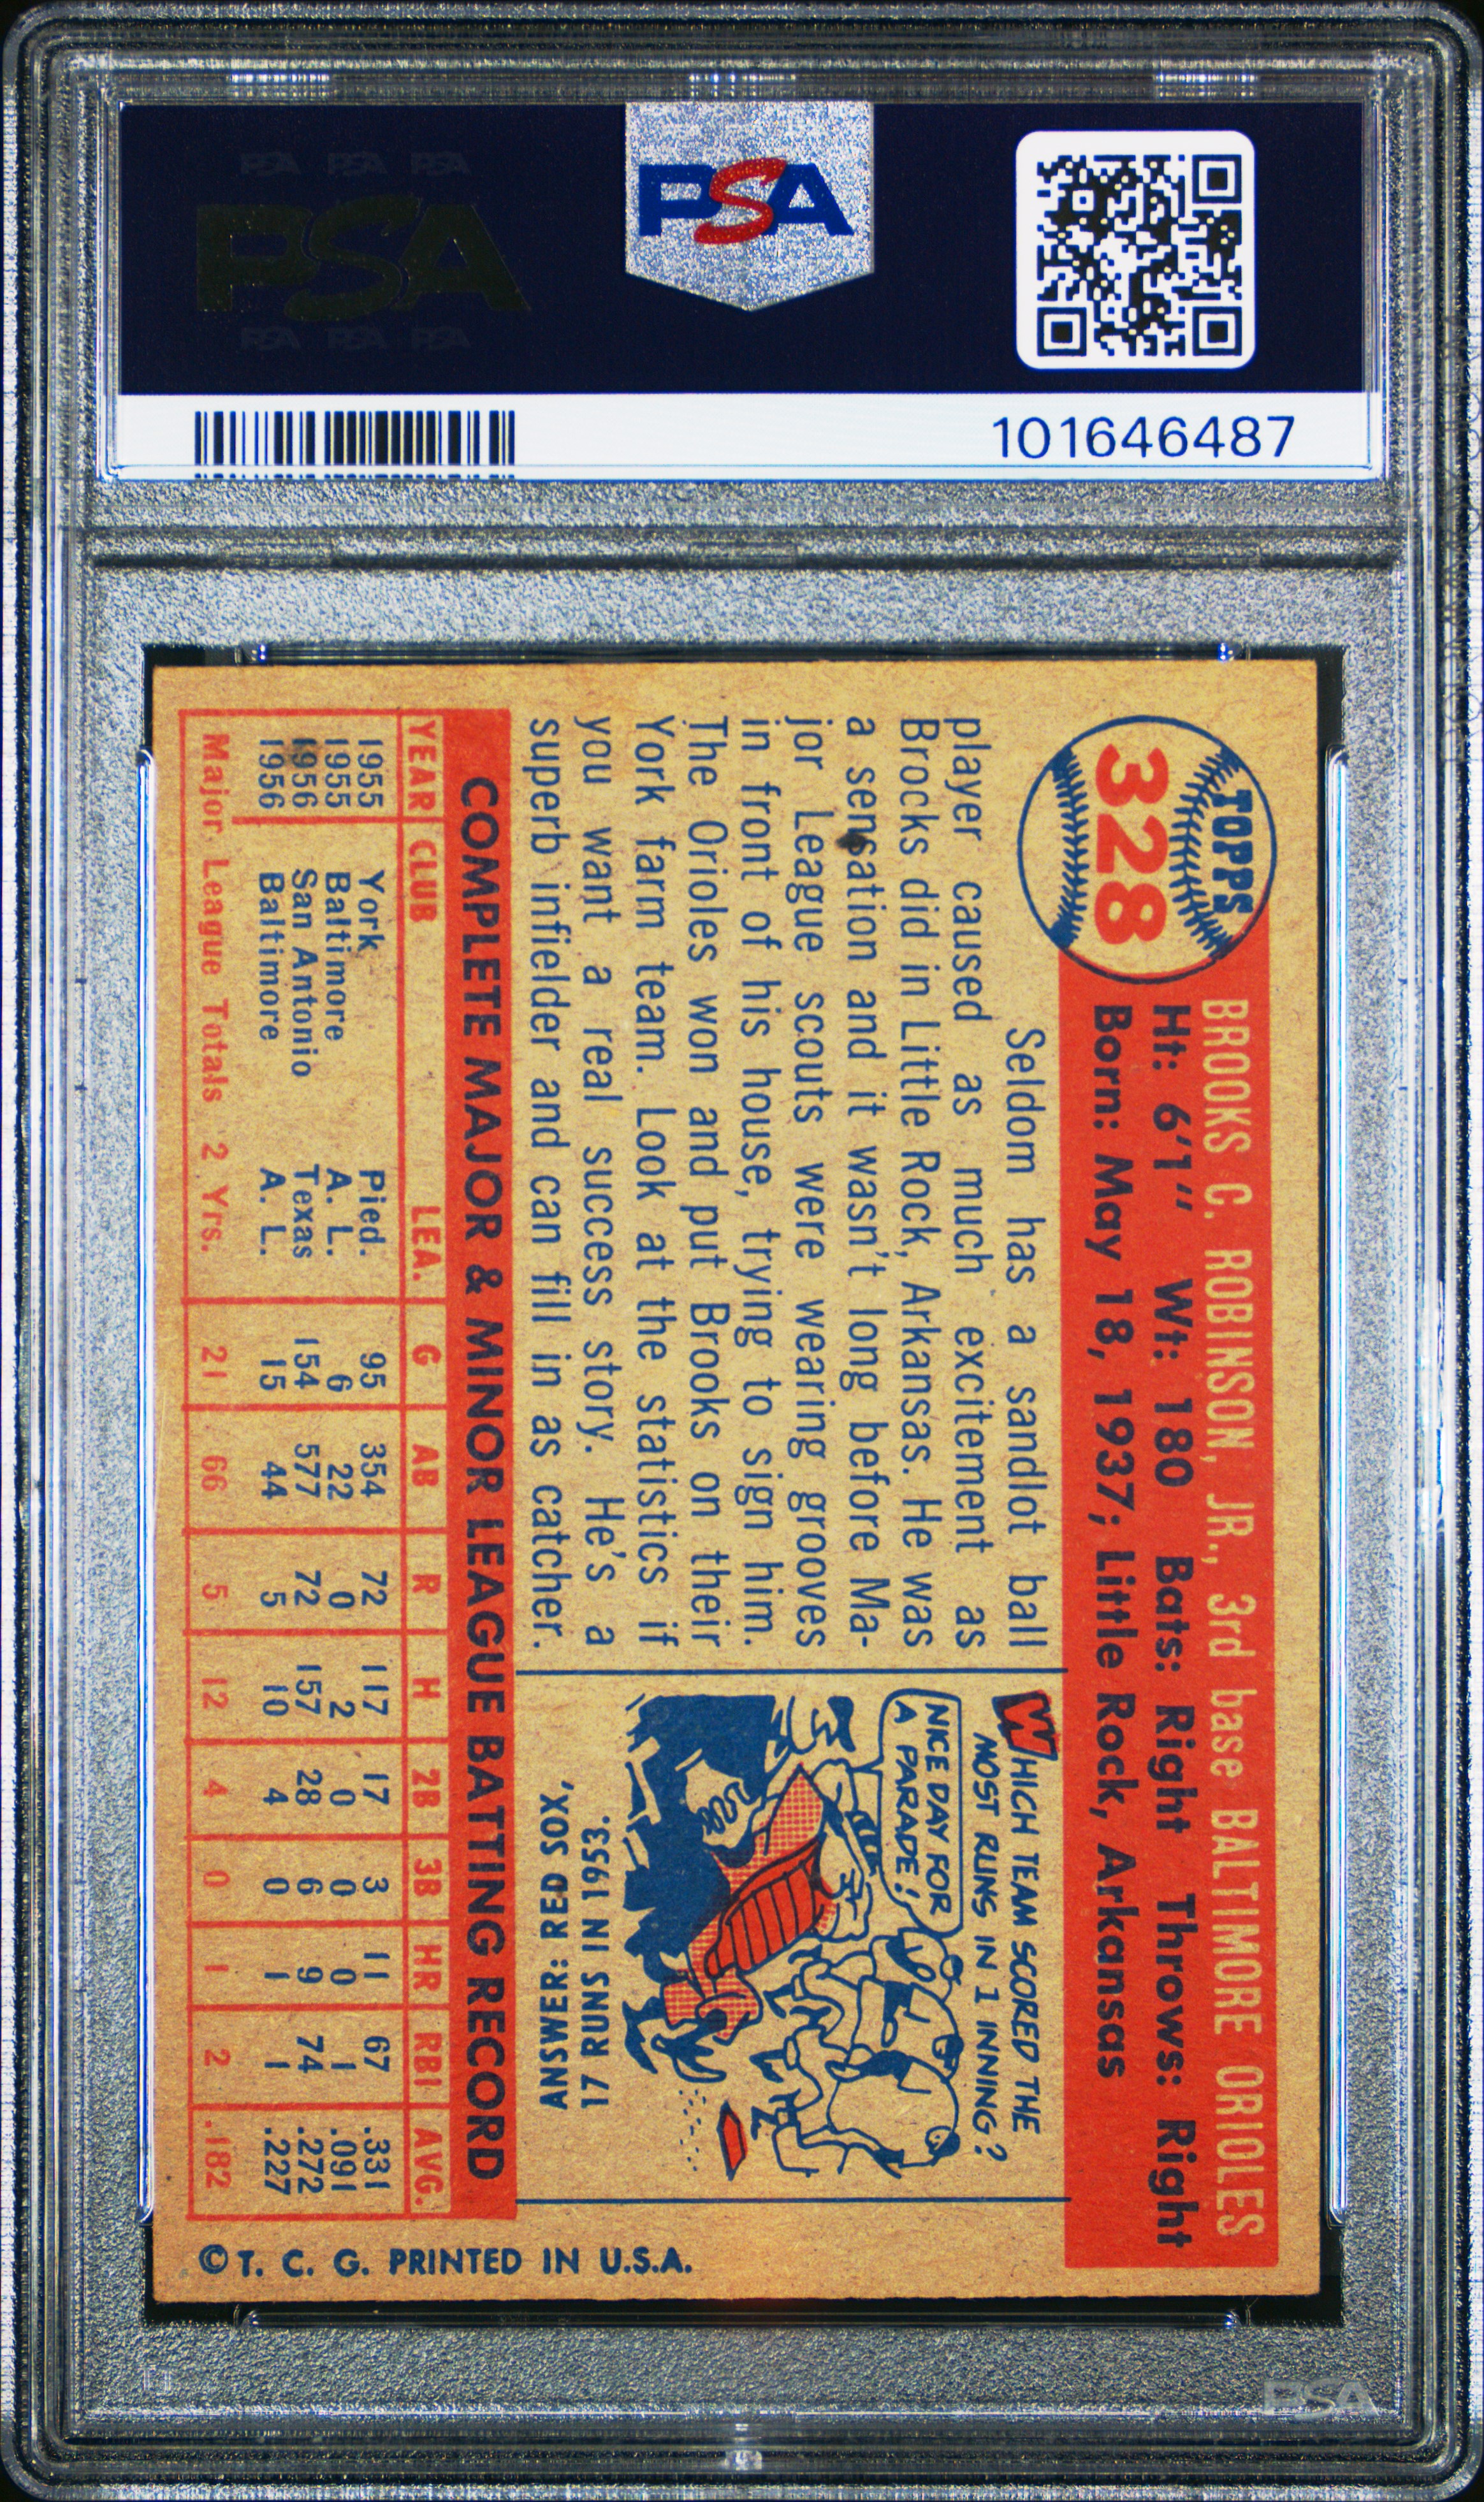 PSA PSA PSA
PSA
PSA PSA PSA
PSA
101646487
TOPPS
328
BROOKS C. ROBINSON, JR., 3rd base BALTIMORE ORIOLES
Ht: 6'1" Wt: 180 Bats: Right Throws: Right
Born: May 18, 1937; Little Rock, Arkansas
Seldom has a sandlot ball
player caused as much excitement as
Brocks did in Little Rock, Arkansas. He was
a sensation and it wasn't long before Ma-
jor League scouts were wearing grooves
in front of his house, trying to sign him.
The Orioles won and put Brooks on their
York farm team. Look at the statistics if
you want a real success story. He's a
superb infielder and can fill in as catcher.
WHICH TEAM SCORED THE
MOST RUNS IN 1 INNING?
NICE DAY FOR
A PARADE!
ANSWER: RED SOX,
17 RUNS IN 1953.
COMPLETE MAJOR & MINOR LEAGUE BATTING RECORD
YEAR CLUB LEA. G AB R H 2B 3B HR RBI AVG.
1955 York Pied. 95 354 72 117 17 3 11 67 .331
1955 Baltimore A. L. 6 22 0 2 0 0 0 1 .091
1956 San Antonio Texas 154 577 72 157 28 6 9 74 .272
1956 Baltimore A. L. 15 44 5 10 4 0 1 1 .227
Major League Totals 2 Yrs. 21 66 5 12 4 0 1 2 .182
© T. C. G. PRINTED IN U.S.A.
PSA